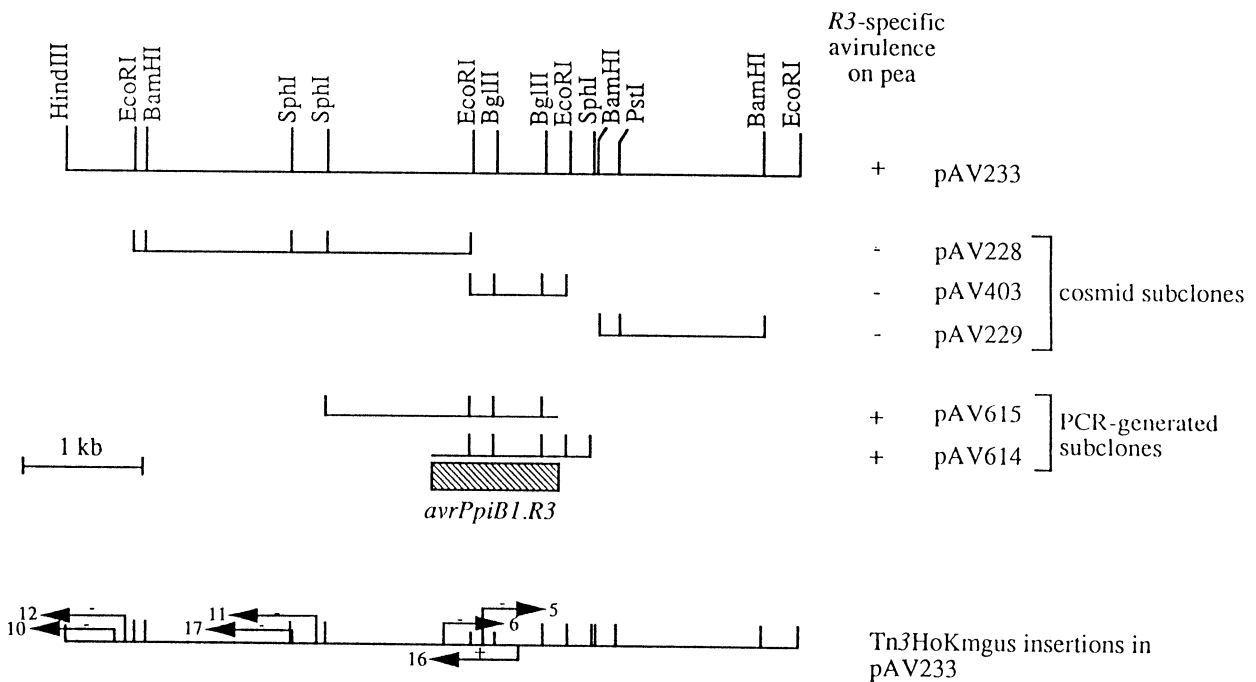 R3-specific
avirulence
on pea
HindIII
EcoRI
BamHI
SphI
SphI
EcoRI
BglII
BglII
EcoRI
SphI
BamHI
PstI
BamHI
EcoRI
+ pAV233
- pAV228
- pAV403
- pAV229
cosmid subclones
+ pAV615
+ pAV614
PCR-generated
subclones
1 kb
avrPpiB1.R3
12 -
10 -
11 -
17 -
- 5
- 6
16 +
Tn3HoKmgus insertions in
pAV233